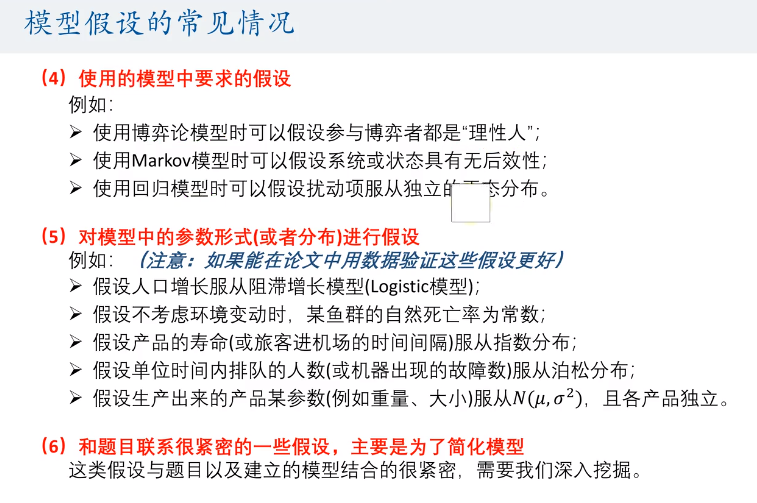 模型假设的常见情况
（4）使用的模型中要求的假设
例如：
➢ 使用博弈论模型时可以假设参与博弈者都是“理性人”；
➢ 使用Markov模型时可以假设系统或状态具有无后效性；
➢ 使用回归模型时可以假设扰动项服从独立的正态分布。
（5）对模型中的参数形式(或者分布)进行假设
例如：（注意：如果能在论文中用数据验证这些假设更好）
➢ 假设人口增长服从阻滞增长模型(Logistic模型)；
➢ 假设不考虑环境变动时，某鱼群的自然死亡率为常数；
➢ 假设产品的寿命(或旅客进机场的时间间隔)服从指数分布；
➢ 假设单位时间内排队的人数(或机器出现的故障数)服从泊松分布；
➢ 假设生产出来的产品某参数(例如重量、大小)服从N(μ, σ²)，且各产品独立。
（6）和题目联系很紧密的一些假设，主要是为了简化模型
这类假设与题目以及建立的模型结合的很紧密，需要我们深入挖掘。